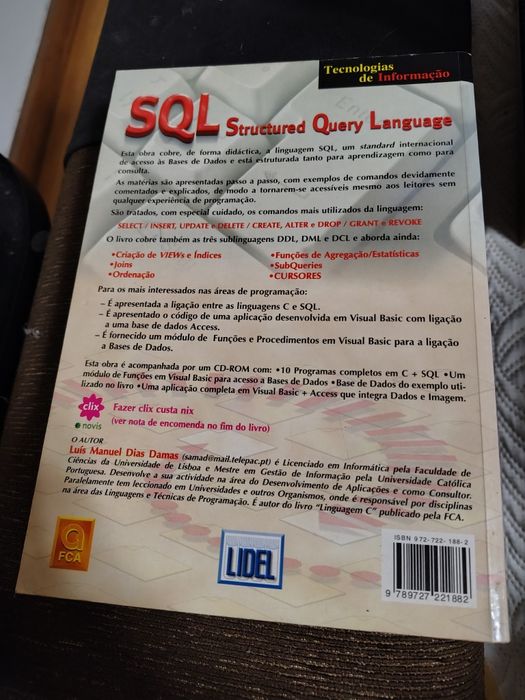 Tecnologias
de Informação
SQL Structured Query Language
Esta obra cobre, de forma didáctica, a linguagem SQL, um standard internacional
de acesso às Bases de Dados e está estruturada tanto para aprendizagem como para
consulta.
As matérias são apresentadas passo a passo, com exemplos de comandos devidamente
comentados e explicados, de modo a tornarem-se acessíveis mesmo aos leitores sem
qualquer experiência de programação.
São tratados, com especial cuidado, os comandos mais utilizados da linguagem:
SELECT / INSERT, UPDATE e DELETE / CREATE, ALTER e DROP / GRANT e REVOKE
O livro cobre também as três sublinguagens DDL, DML e DCL e aborda ainda:
•Criação de VIEWs e Índices •Funções de Agregação/Estatísticas
•Joins •SubQueries
•Ordenação •CURSORES
Para os mais interessados nas áreas de programação:
– É apresentada a ligação entre as linguagens C e SQL.
– É apresentado o código de uma aplicação desenvolvida em Visual Basic com ligação
a uma base de dados Access.
– É fornecido um módulo de Funções e Procedimentos em Visual Basic para a ligação
a Bases de Dados.
Esta obra é acompanhada por um CD-ROM com: •10 Programas completos em C + SQL •Um
módulo de Funções em Visual Basic para acesso a Bases de Dados •Base de Dados do exemplo uti-
lizado no livro •Uma aplicação completa em Visual Basic + Access que integra Dados e Imagem.
clix
novis
Fazer clix custa nix
(ver nota de encomenda no fim do livro)
O AUTOR
Luís Manuel Dias Damas (samad@mail.telepac.pt) é Licenciado em Informática pela Faculdade de
Ciências da Universidade de Lisboa e Mestre em Gestão de Informação pela Universidade Católica
Portuguesa. Desenvolve a sua actividade na área do Desenvolvimento de Aplicações e como Consultor.
Paralelamente tem leccionado em Universidades e outros Organismos, onde é responsável por disciplinas
na área das Linguagens e Técnicas de Programação. É autor do livro "Linguagem C" publicado pela FCA.
FCA
LIDEL
ISBN 972-722-188-2
9 789727 221882